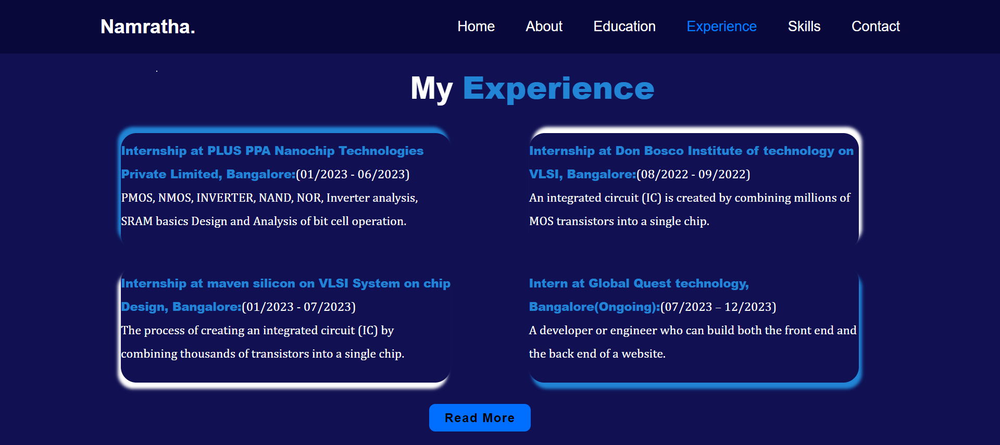 Namratha.
Home About Education Experience Skills Contact
.
My Experience
Internship at PLUS PPA Nanochip Technologies
Private Limited, Bangalore:(01/2023 - 06/2023)
PMOS, NMOS, INVERTER, NAND, NOR, Inverter analysis,
SRAM basics Design and Analysis of bit cell operation.
Internship at Don Bosco Institute of technology on
VLSI, Bangalore:(08/2022 - 09/2022)
An integrated circuit (IC) is created by combining millions of
MOS transistors into a single chip.
Internship at maven silicon on VLSI System on chip
Design, Bangalore:(01/2023 - 07/2023)
The process of creating an integrated circuit (IC) by
combining thousands of transistors into a single chip.
Intern at Global Quest technology,
Bangalore(Ongoing):(07/2023 – 12/2023)
A developer or engineer who can build both the front end and
the back end of a website.
Read More